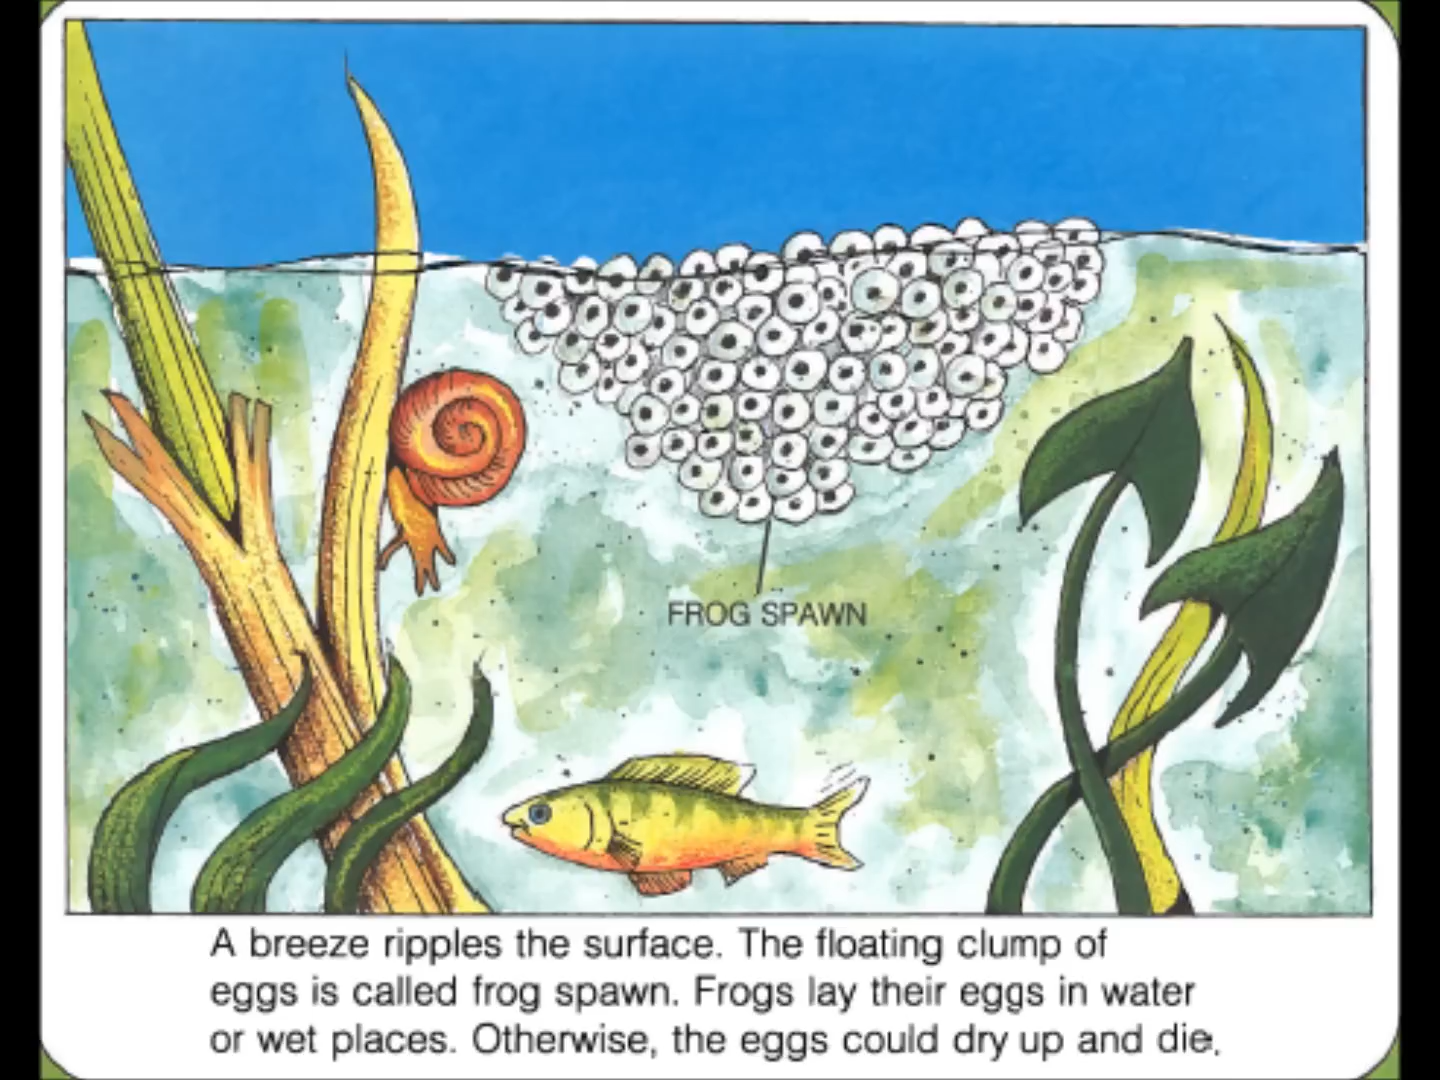 FROG SPAWN
A breeze ripples the surface. The floating clump of
eggs is called frog spawn. Frogs lay their eggs in water
or wet places. Otherwise, the eggs could dry up and die.